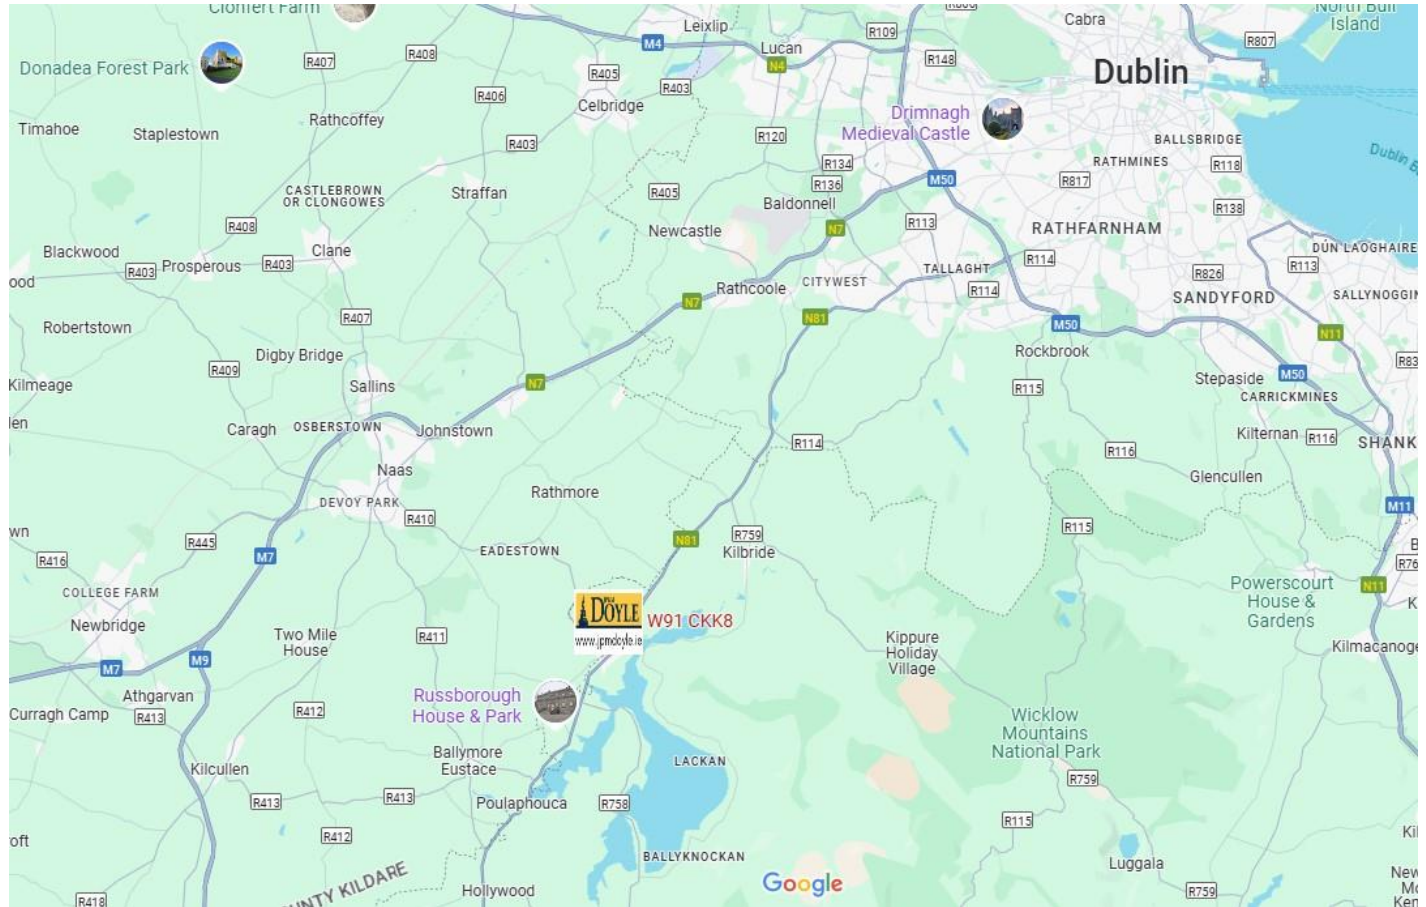 Clonfert Farm
Leixlip
R109
Cabra
North Bull
Island
R807
M4
Lucan
N4
R148
Dublin
Donadea Forest Park
R407
R408
R405
R403
R406
Celbridge
Drimnagh
Medieval Castle
Timahoe
Staplestown
Rathcoffey
R403
R120
BALLSBRIDGE
RATHMINES
R118
R134
R136
M50
R817
CASTLEBROWN
OR CLONGOWES
Straffan
R405
Baldonnell
R138
R408
Newcastle
N7
R113
RATHFARNHAM
DÚN LAOGHAIRE
Blackwood
Clane
R403
Prosperous
R403
TALLAGHT
R114
R826
R113
ood
Rathcoole
CITYWEST
R114
SANDYFORD
SALLYNOGGIN
N7
N81
M50
N11
Robertstown
R407
Digby Bridge
Rockbrook
R409
Kilmeage
Sallins
N7
R115
Stepaside
M50
CARRICKMINES
len
Caragh
OSBERSTOWN
Johnstown
R114
Kilternan
R116
SHANK
R116
Naas
Glencullen
Rathmore
DEVOY PARK
M11
R410
R115
wn
R445
R416
M7
EADESTOWN
N81
R759
Kilbride
COLLEGE FARM
Newbridge
Powerscourt
House &
Gardens
N11
DOYLE
www.jpmdoyle.ie
W91 CKK8
Two Mile
House
R411
Kippure
Holiday
Village
Kilmacanoge
M7
M9
Athgarvan
Russborough
House & Park
Curragh Camp
R413
R412
Wicklow
Mountains
National Park
Ballymore
Eustace
LACKAN
Kilcullen
R759
R413
R413
Poulaphouca
R758
R412
R115
oft
BALLYKNOCKAN
Luggala
Google
COUNTY KILDARE
Hollywood
R759
R418